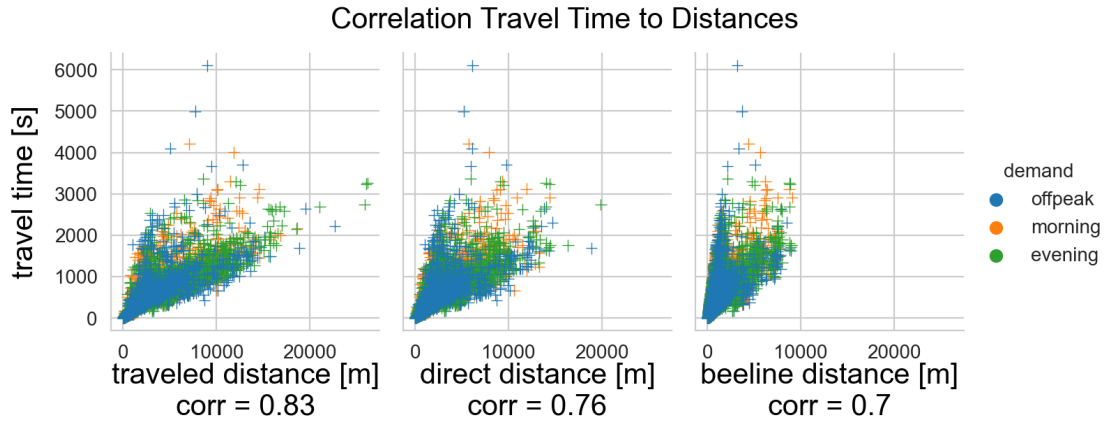 Correlation Travel Time to Distances
travel time [s]
6000
5000
4000
3000
2000
1000
0
0 10000 20000
traveled distance [m]
corr = 0.83
0 10000 20000
direct distance [m]
corr = 0.76
0 10000 20000
beeline distance [m]
corr = 0.7
demand
offpeak
morning
evening